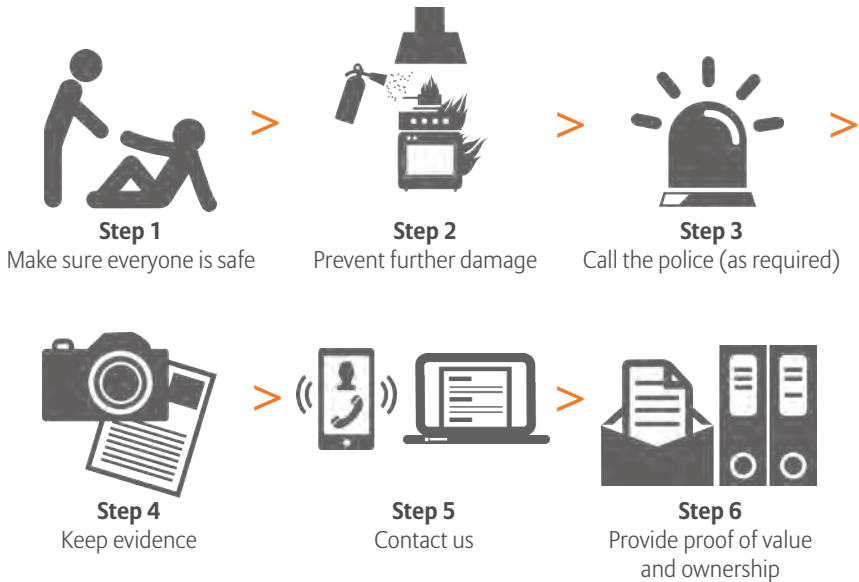 Step 1
Make sure everyone is safe
>
Step 2
Prevent further damage
>
Step 3
Call the police (as required)
>
Step 4
Keep evidence
>
Step 5
Contact us
>
Step 6
Provide proof of value
and ownership